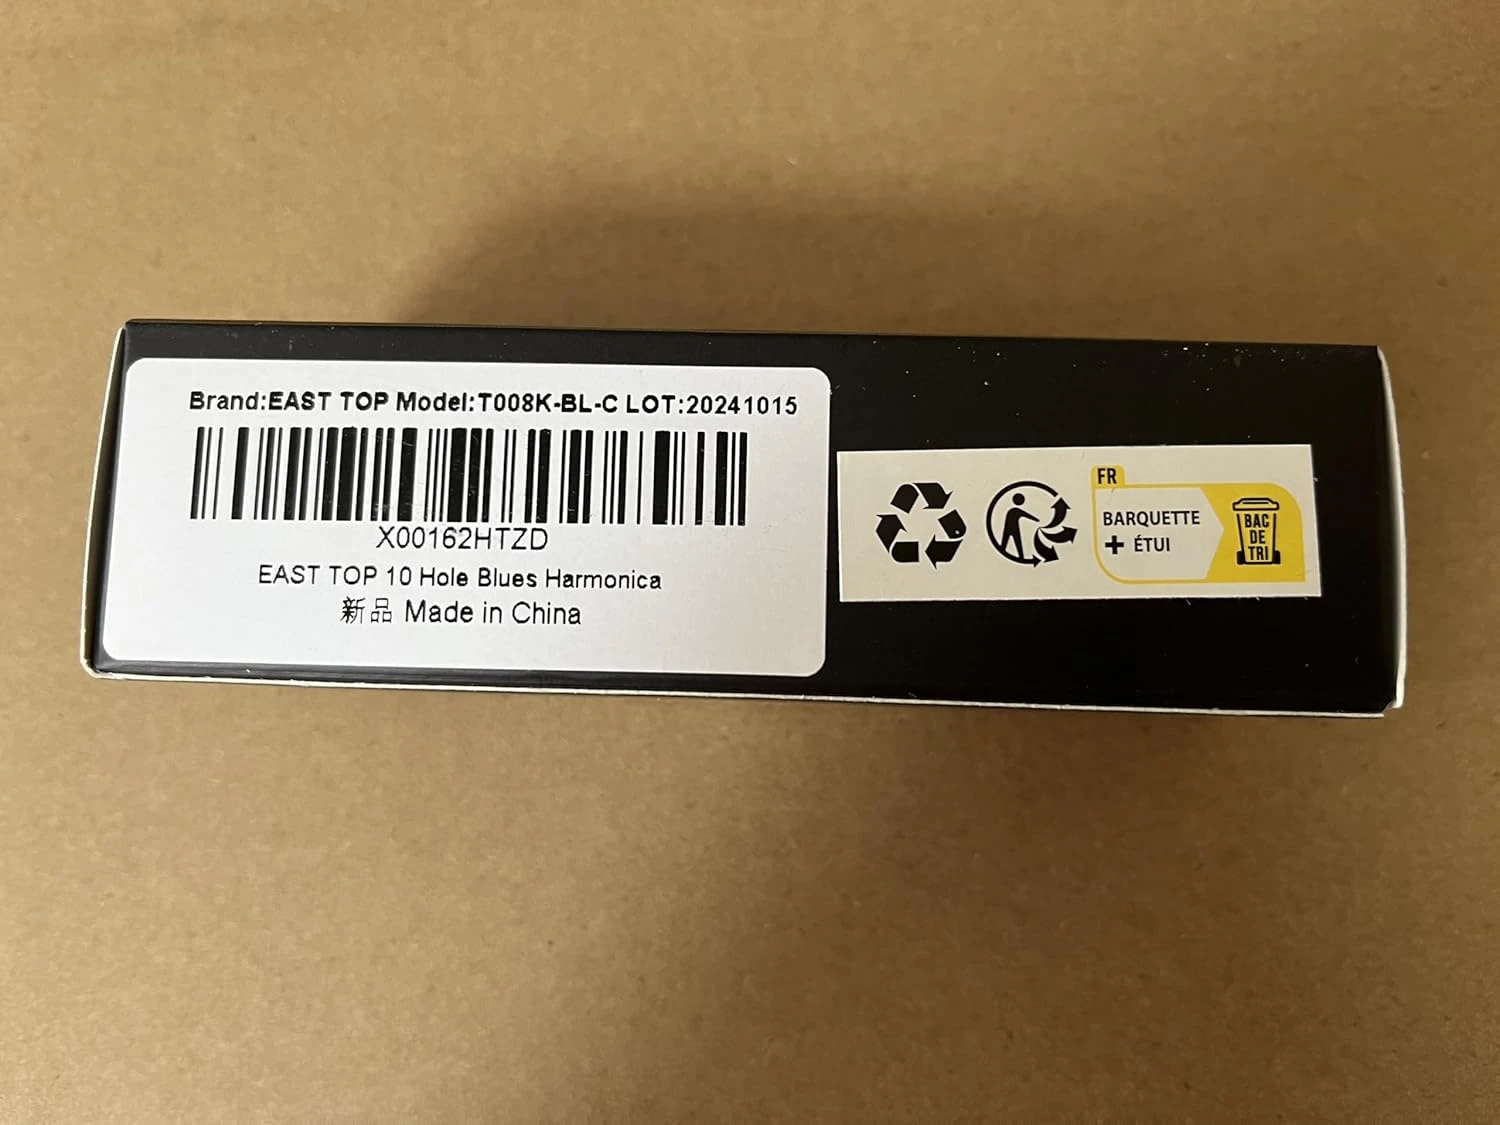 Brand:EAST TOP Model:T008K-BL-C LOT:20241015
X00162HTZD
EAST TOP 10 Hole Blues Harmonica
新品 Made in China
FR
BARQUETTE
+ ÉTUI
BAC
DE
TRI